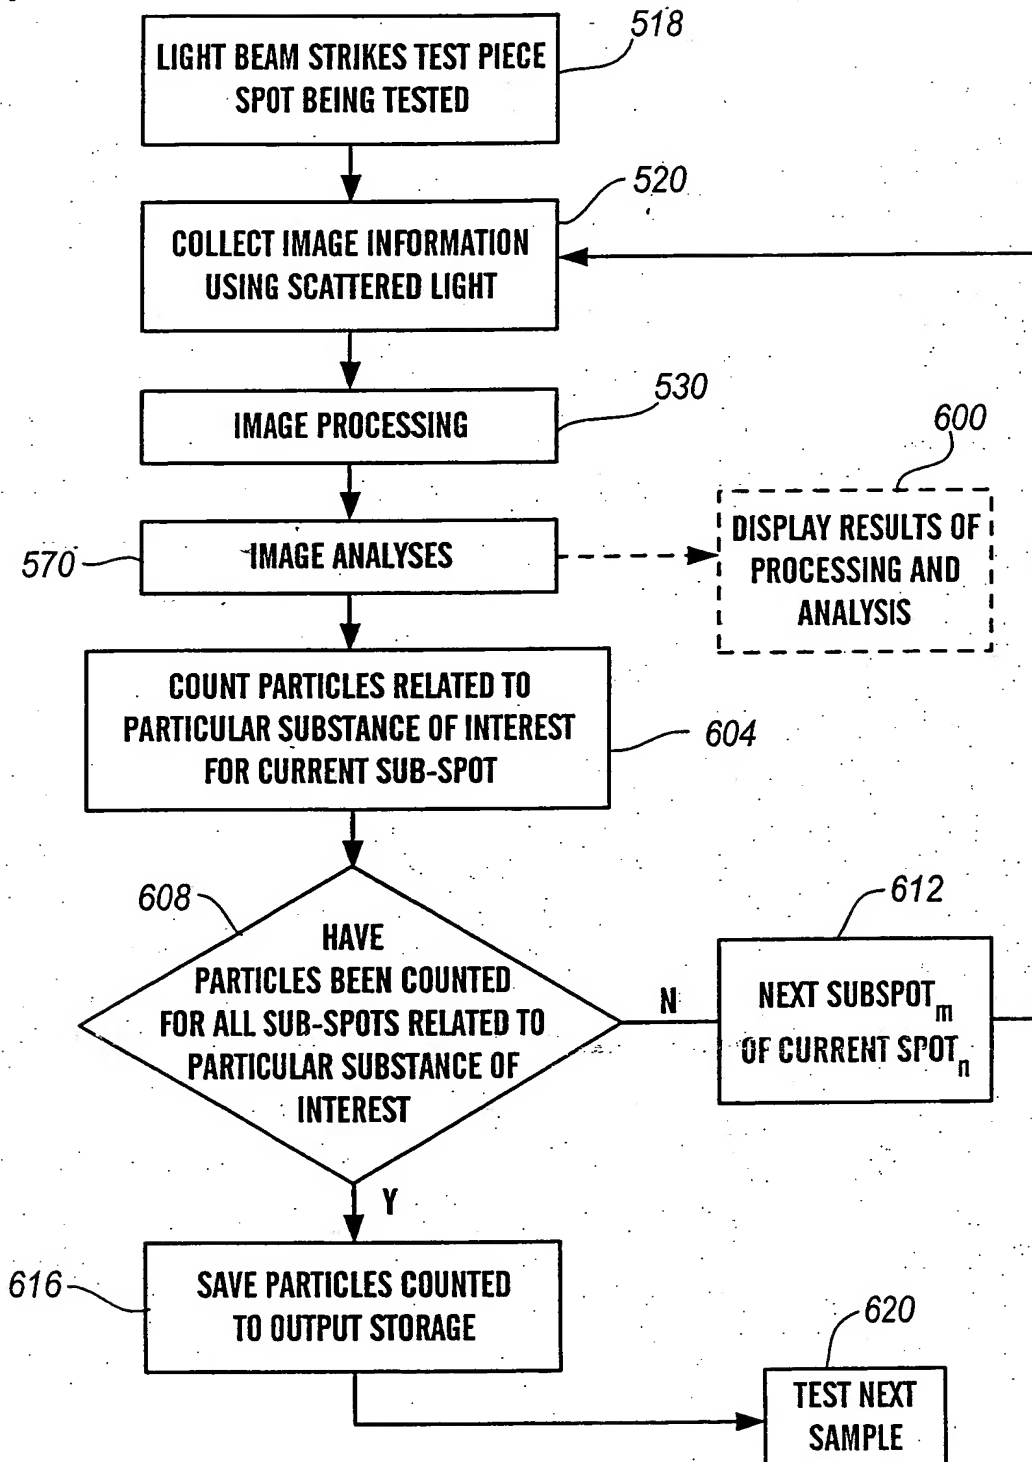 518
LIGHT BEAM STRIKES TEST PIECE
SPOT BEING TESTED
520
COLLECT IMAGE INFORMATION
USING SCATTERED LIGHT
530
IMAGE PROCESSING
600
570
IMAGE ANALYSES
DISPLAY RESULTS OF
PROCESSING AND
ANALYSIS
COUNT PARTICLES RELATED TO
PARTICULAR SUBSTANCE OF INTEREST
FOR CURRENT SUB-SPOT
604
608
HAVE
PARTICLES BEEN COUNTED
FOR ALL SUB-SPOTS RELATED TO
PARTICULAR SUBSTANCE OF
INTEREST
N
612
NEXT SUBSPOTm
OF CURRENT SPOTn
Y
616
SAVE PARTICLES COUNTED
TO OUTPUT STORAGE
620
TEST NEXT
SAMPLE